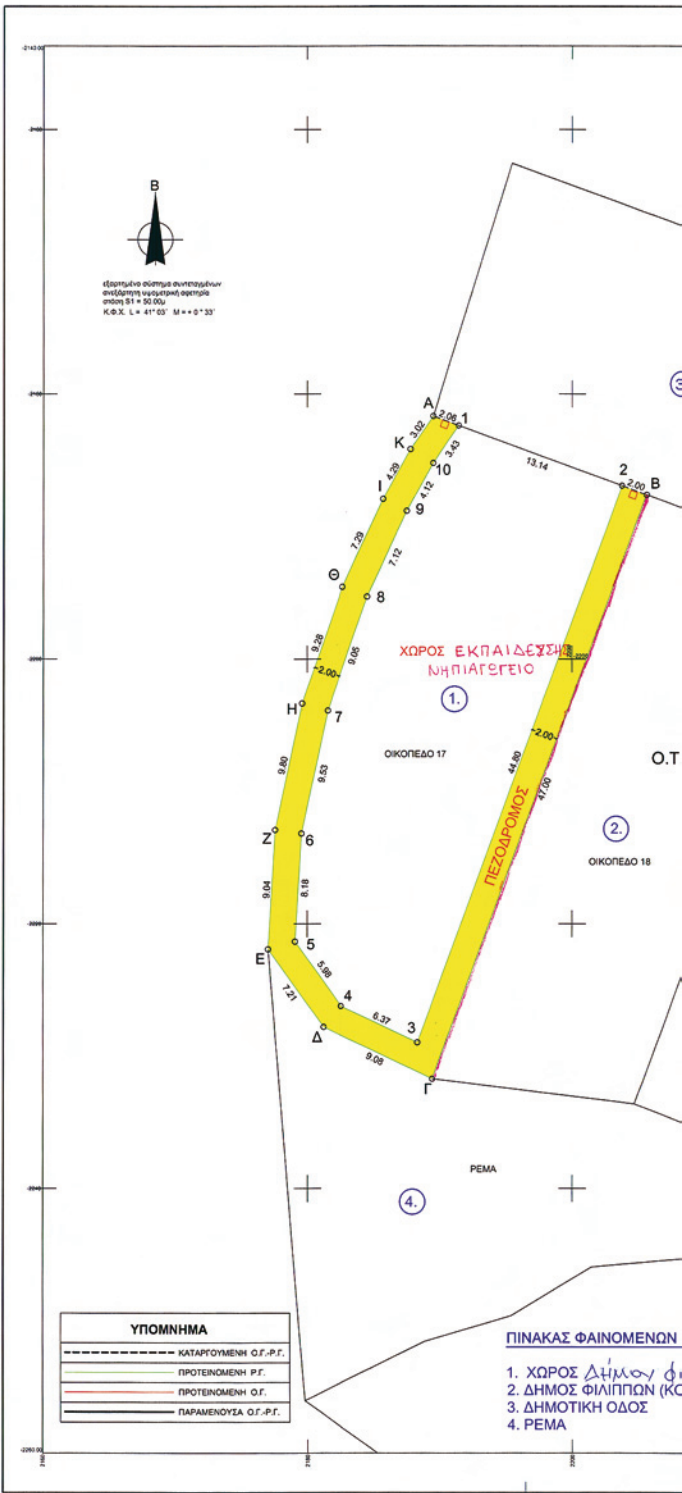 -2140.00
Β
εξαρτημένο σύστημα συντεταγμένων
ανεξάρτητη υψομετρική αφετηρία
στάση S1 = 50.00μ
Κ.Φ.Χ. L = 41° 03΄ M = + 0° 33΄
3
Α
2.06
1
3.02
3.43
Κ
10
13.14
2
2.00
Β
4.29
4.12
Ι
9
7.29
7.12
Θ
8
9.28
9.05
~2.00~
ΧΩΡΟΣ ΕΚΠΑΙΔΕΥΣΗΣ
ΝΗΠΙΑΓΩΓΕΙΟ
1.
Η
7
~2.00~
ΟΙΚΟΠΕΔΟ 17
Ο.Τ
9.80
9.53
44.80
47.00
ΠΕΖΟΔΡΟΜΟΣ
Ζ
6
2.
ΟΙΚΟΠΕΔΟ 18
9.04
8.18
Ε
5
7.21
5.98
4
6.37
3
Δ
9.08
Γ
ΡΕΜΑ
4.
ΥΠΟΜΝΗΜΑ
ΚΑΤΑΡΓΟΥΜΕΝΗ Ο.Γ.-Ρ.Γ.
ΠΡΟΤΕΙΝΟΜΕΝΗ Ρ.Γ.
ΠΡΟΤΕΙΝΟΜΕΝΗ Ο.Γ.
ΠΑΡΑΜΕΝΟΥΣΑ Ο.Γ.-Ρ.Γ.
ΠΙΝΑΚΑΣ ΦΑΙΝΟΜΕΝΩΝ
1. ΧΩΡΟΣ Δήμου
2. ΔΗΜΟΣ ΦΙΛΙΠΠΩΝ (ΚΟ
3. ΔΗΜΟΤΙΚΗ ΟΔΟΣ
4. ΡΕΜΑ